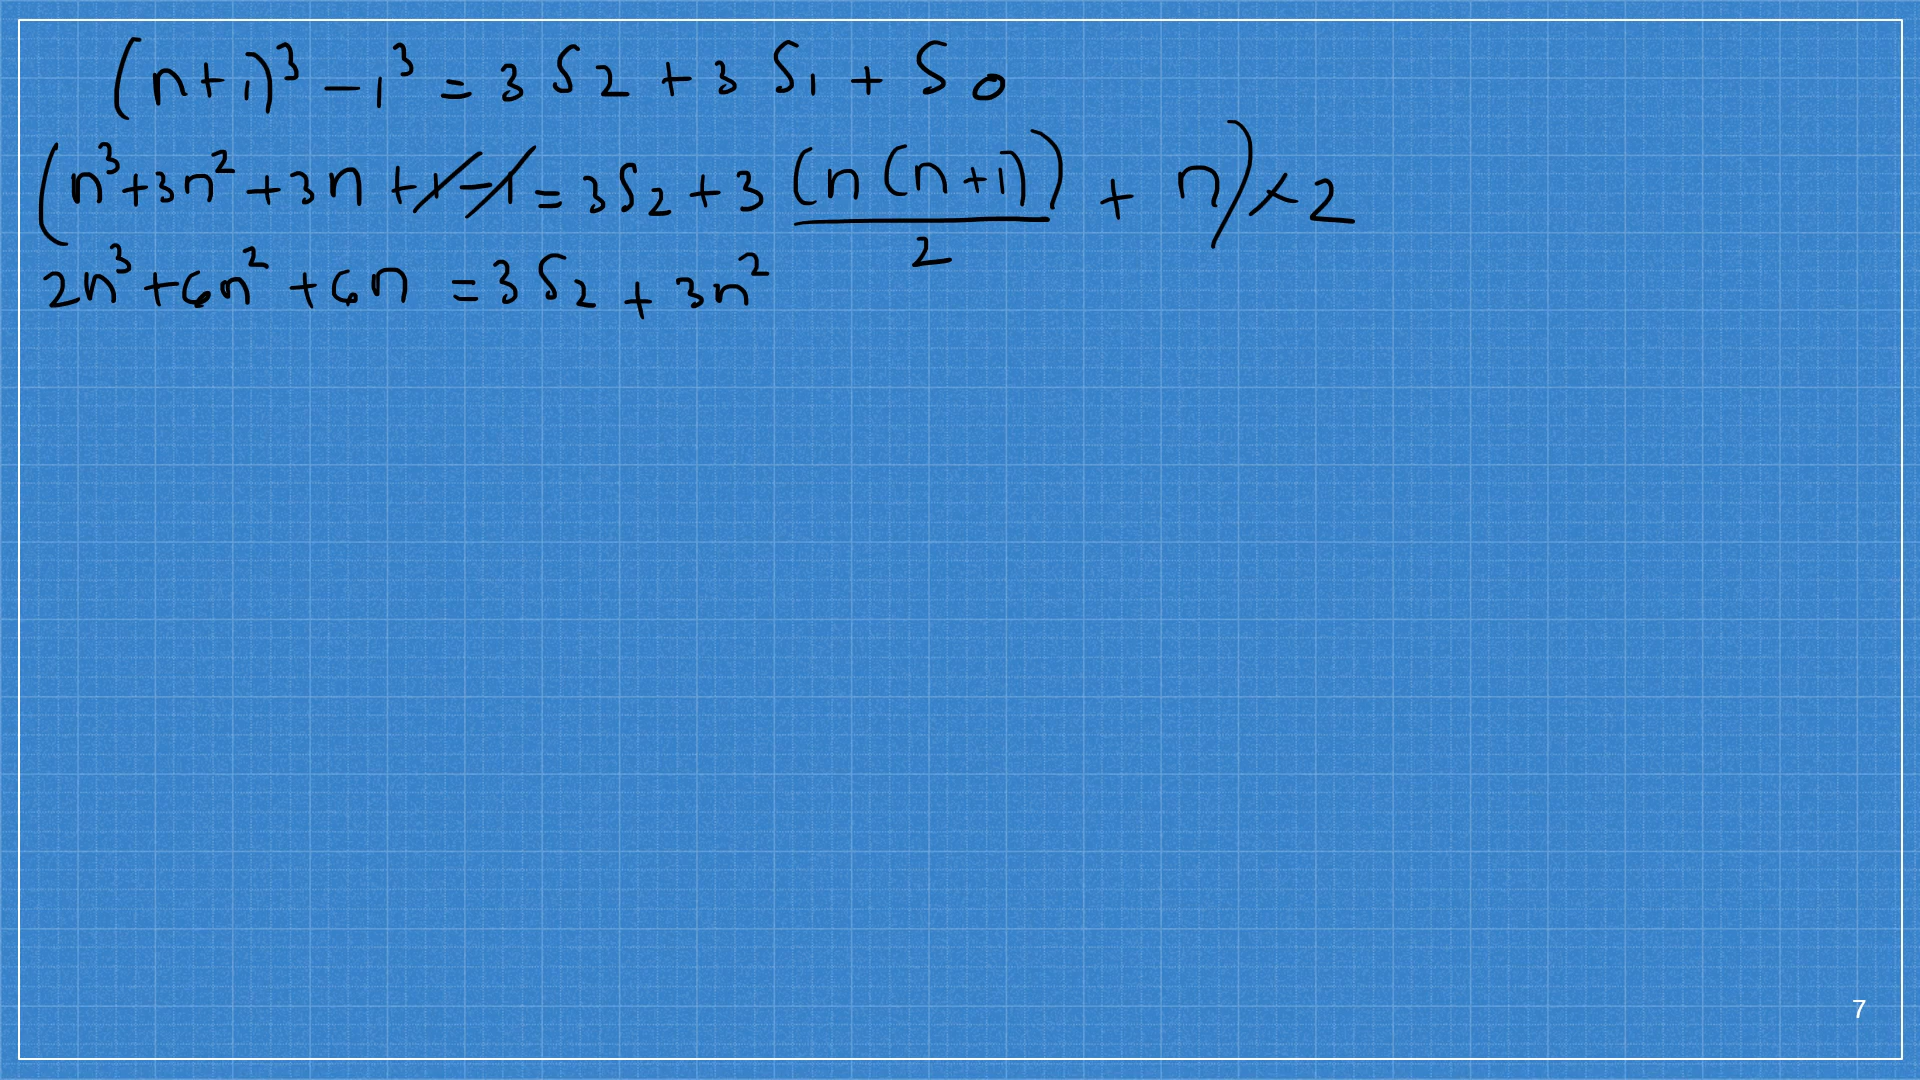 (n+1)³ - 1³ = 3S2 + 3S1 + S0
(n³+3n²+3n+1-1 = 3S2 + 3(n(n+1))/2 + n)×2
2n³+6n²+6n = 3S2 + 3n²
7